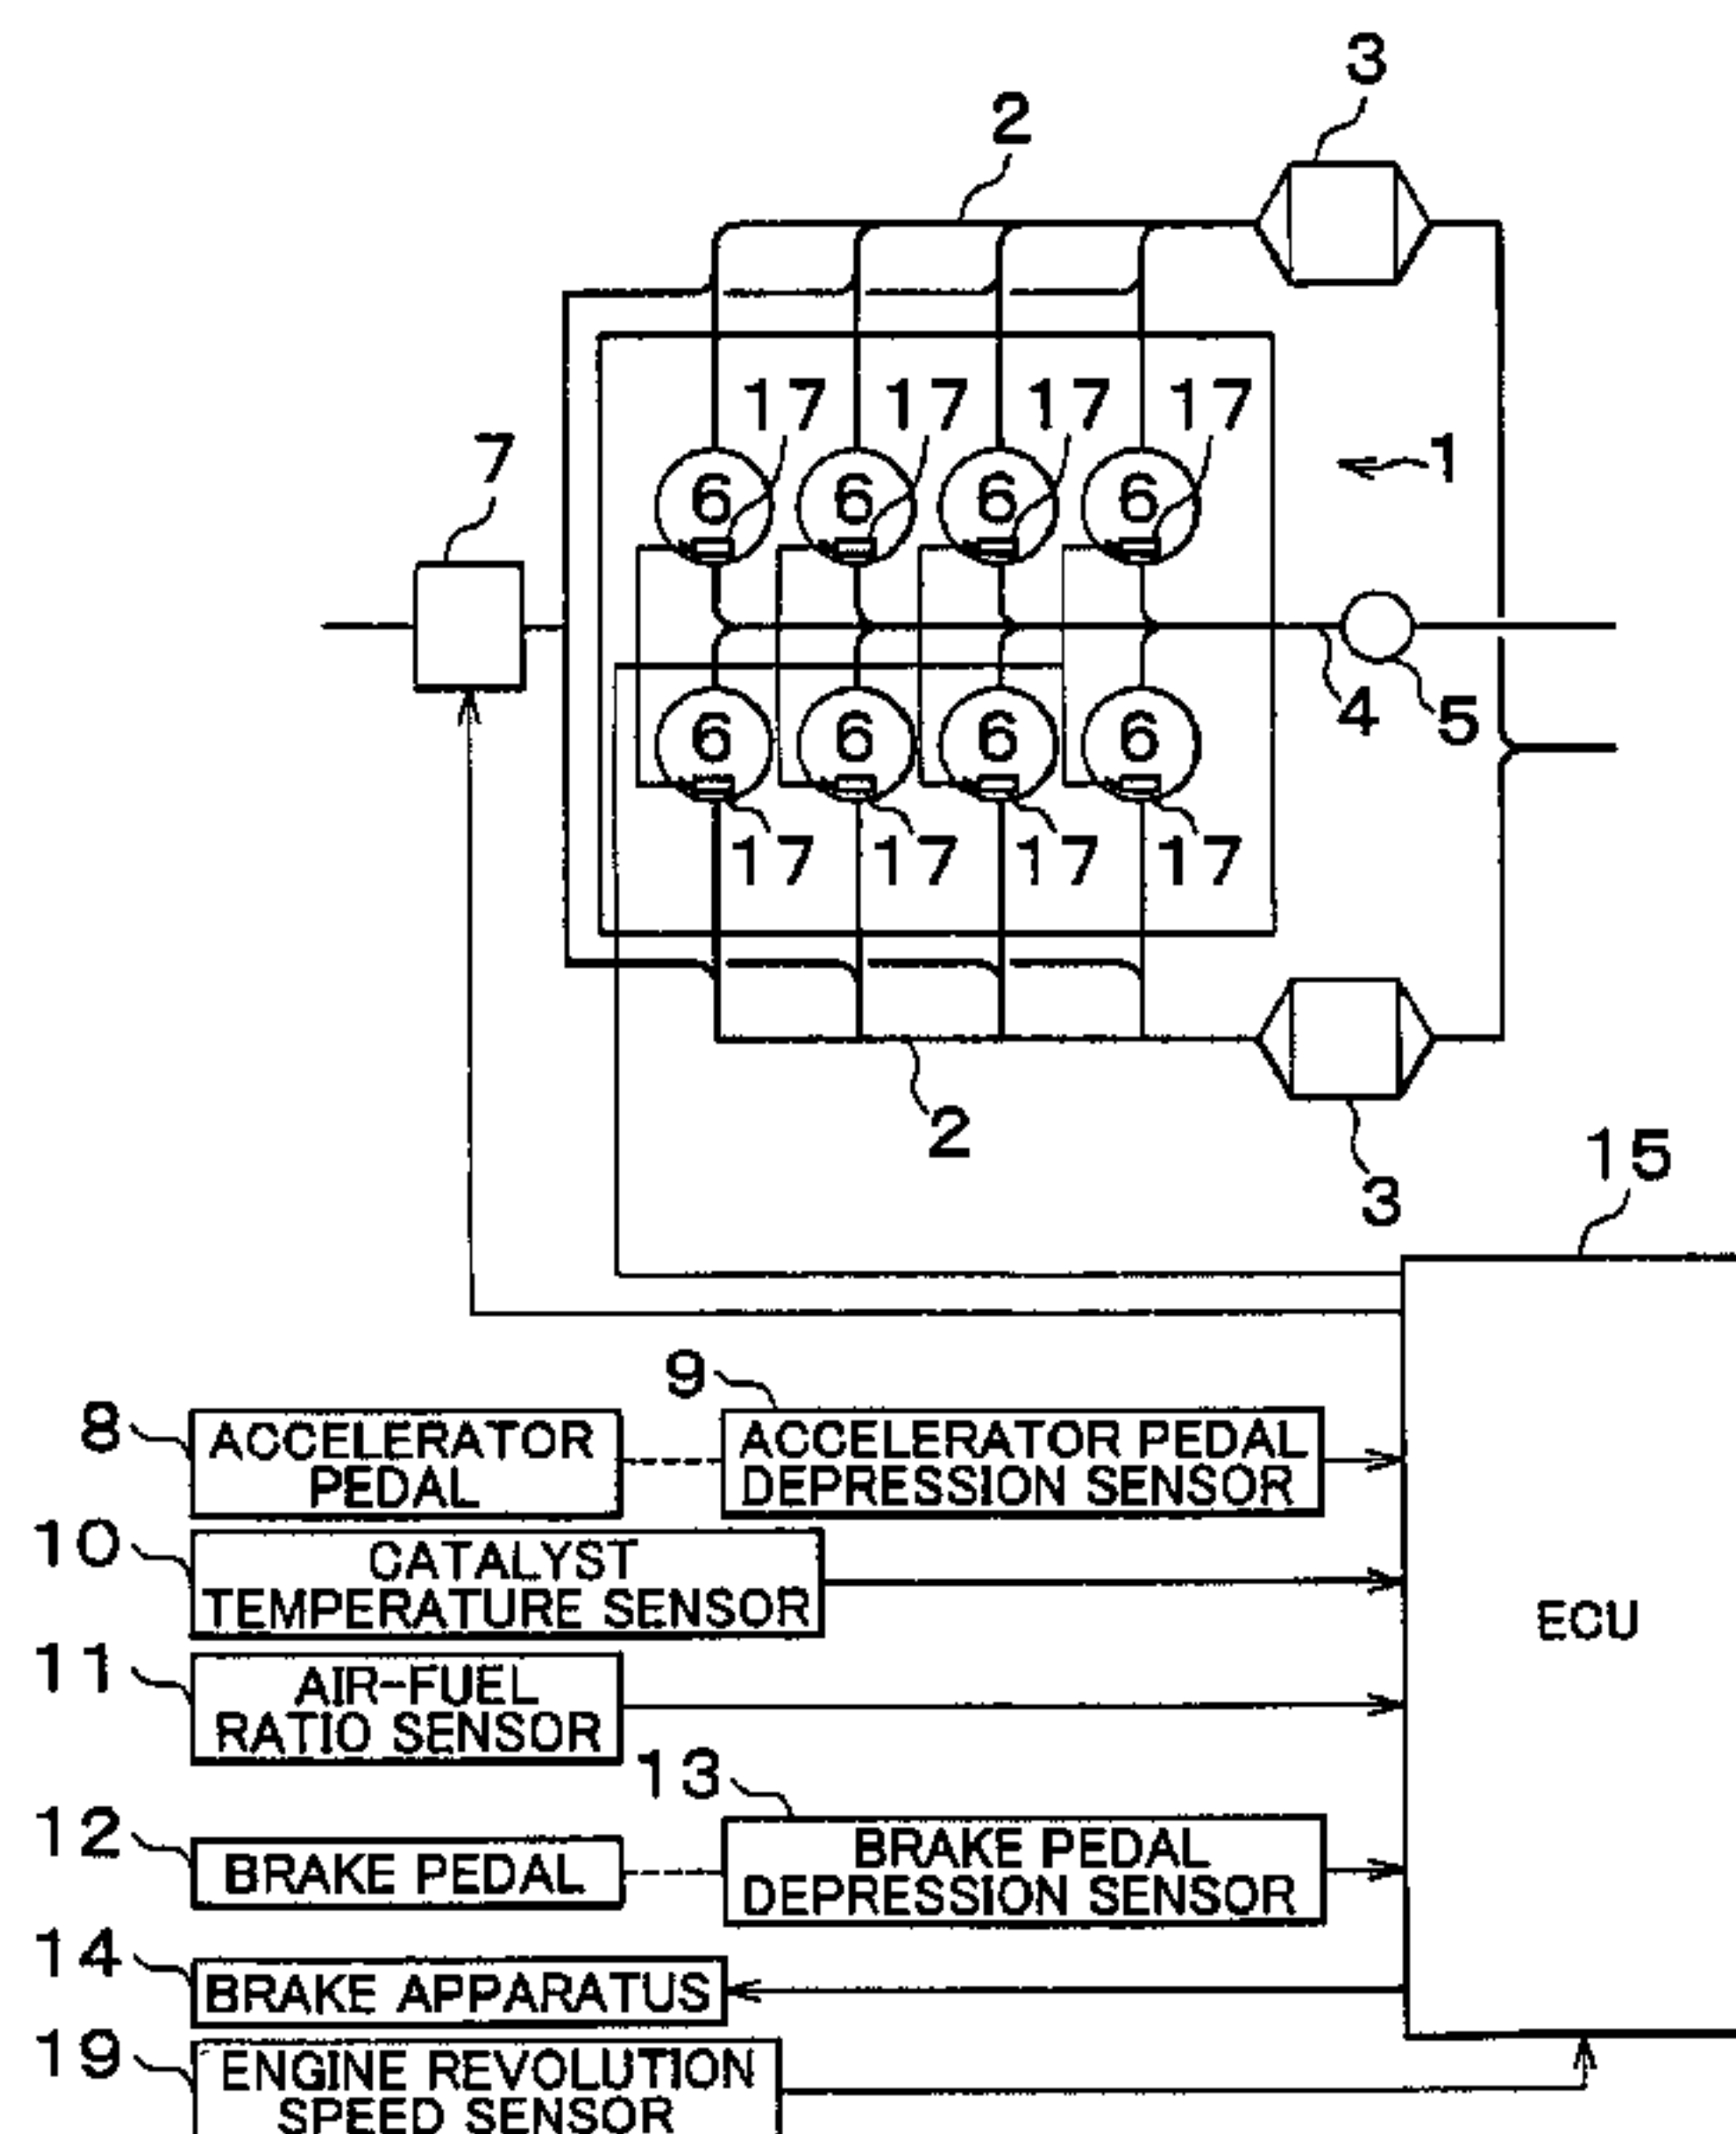 3
2
17 17 17 17
7
1
6 6 6 6
4 5
6 6 6 6
17 17 17 17
2
3
15
9
8
ACCELERATOR
PEDAL
ACCELERATOR PEDAL
DEPRESSION SENSOR
10
CATALYST
TEMPERATURE SENSOR
ECU
11
AIR-FUEL
RATIO SENSOR
13
12
BRAKE PEDAL
BRAKE PEDAL
DEPRESSION SENSOR
14
BRAKE APPARATUS
19
ENGINE REVOLUTION
SPEED SENSOR